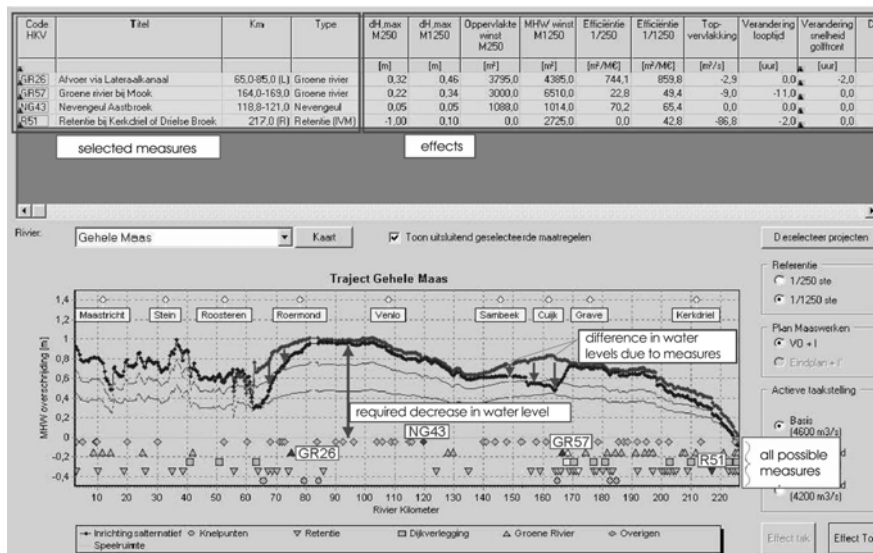 Code HKV Titel Km Type dH_max M250 dH_max M1250 Oppervlakte winst M250 MHW winst M1250 Efficiëntie 1/250 Efficiëntie 1/1250 Top-vervlakking Verandering looptijd Verandering snelheid golffront D
[m] [m] [m²] [m²] [m²/M€] [m²/M€] [m³/s] [uur] [uur]
GR26 Afvoer via Lateraalkanaal 65,0-85,0 (L) Groene rivier 0,32 0,46 3795,0 4385,0 744,1 859,8 -2,9 0,0 -2,0
GR57 Groene rivier bij Mook 164,0-169,0 Groene rivier 0,22 0,34 3000,0 6510,0 22,8 49,4 -9,0 -11,0 0,0
NG43 Nevengeul Aastbroek 118,8-121,0 Nevengeul 0,05 0,05 1088,0 1014,0 70,2 65,4 0,0 0,0 0,0
R51 Retentie bij Kerkdriel of Drielse Broek 217,0 (R) Retentie (IVM) -1,00 0,10 0,0 2725,0 0,0 42,8 -86,8 -2,0 0,0
selected measures
effects
Rivier:
Gehele Maas
Kaart
Toon uitsluitend geselecteerde maatregelen
Deselecteer projecten
Traject Gehele Maas
MHW overschrijding [m]
1,4
1,2
1
0,8
0,6
0,4
0,2
0
-0,2
-0,4
Maastricht Stein Roosteren Roermond Venlo Sambeek Cuijk Grave Kerkdriel
difference in water levels due to measures
required decrease in water level
NG43
GR26
GR57
R51
all possible measures
10 20 30 40 50 60 70 80 90 100 110 120 130 140 150 160 170 180 190 200 210 220
Rivier Kilometer
Inrichtingsalternatief Knelpunten Retentie Dijkverlegging Groene Rivier Overigen
Speelruimte
Referentie
1/250 ste
1/1250 ste
Plan Maaswerken
VO + I
Eindplan + I
Actieve taakstelling
Basis
(4600 m3/s)
(4200 m3/s)
Effect tak
Effect To